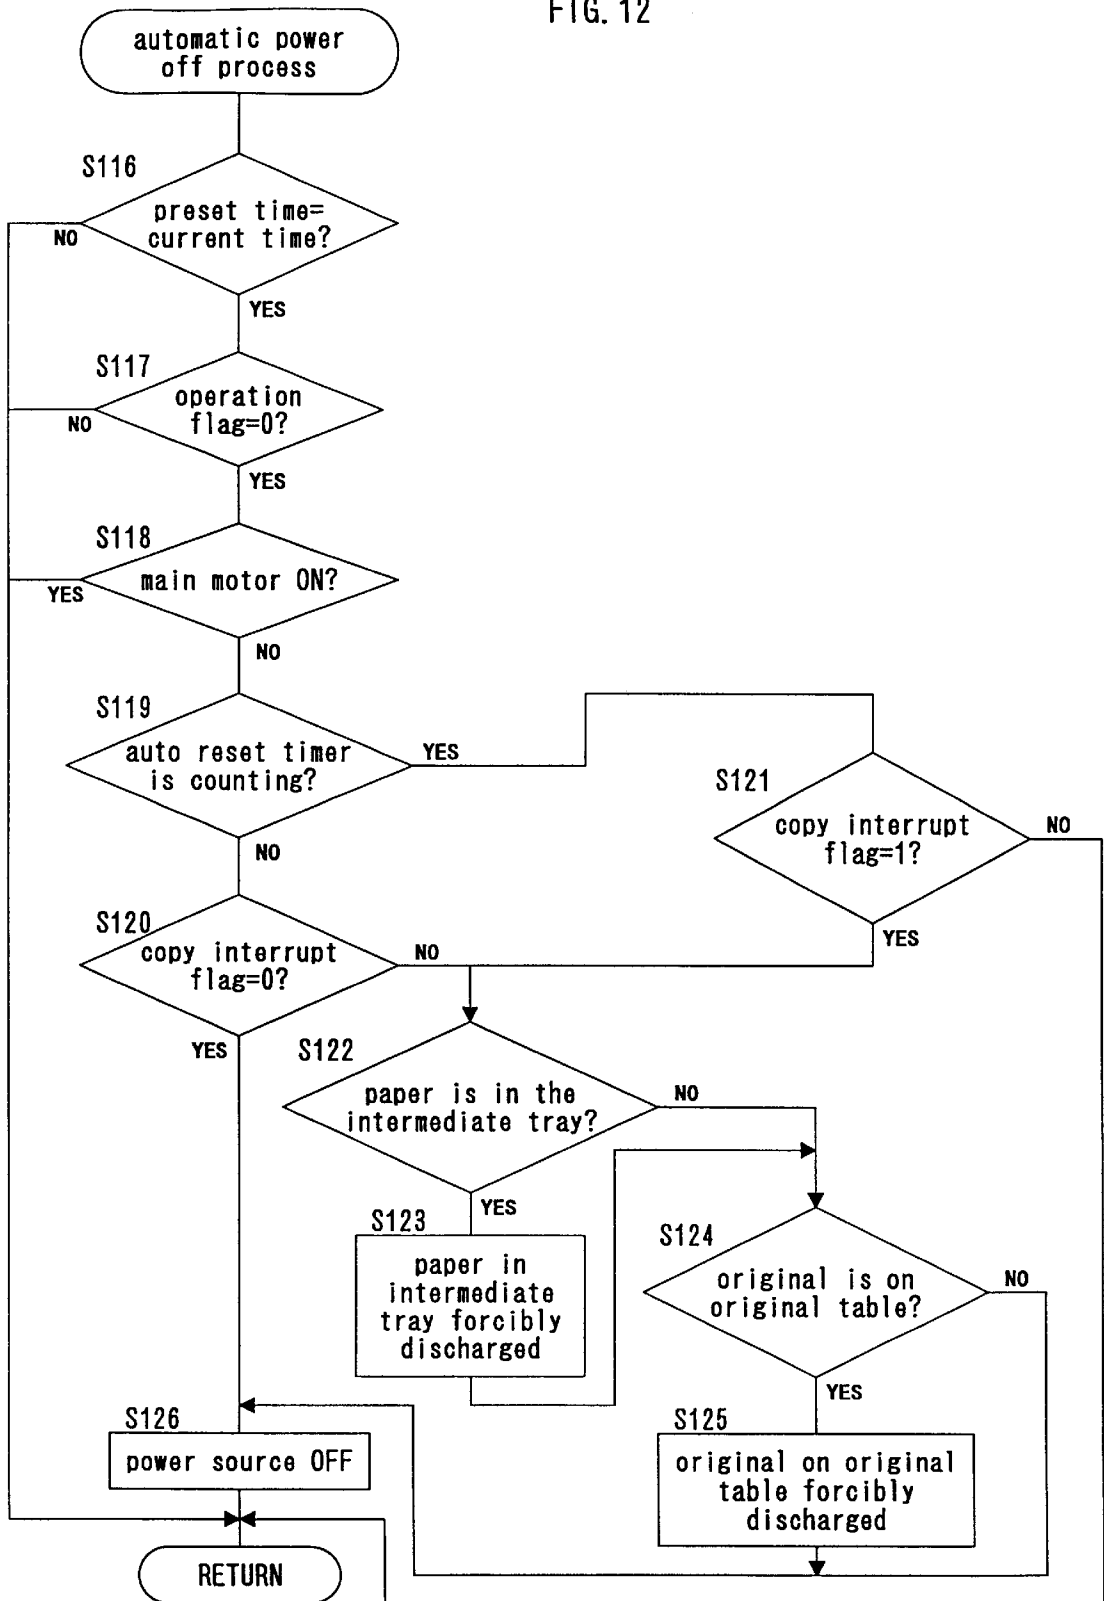 FIG. 12
automatic power
off process
S116
preset time=
current time?
NO
YES
S117
operation
flag=0?
NO
YES
S118
main motor ON?
YES
NO
S119
auto reset timer
is counting?
YES
NO
S121
copy interrupt
flag=1?
NO
YES
S120
copy interrupt
flag=0?
NO
YES
S122
paper is in the
intermediate tray?
NO
YES
S123
paper in
intermediate
tray forcibly
discharged
S124
original is on
original table?
NO
YES
S125
original on original
table forcibly
discharged
S126
power source OFF
RETURN